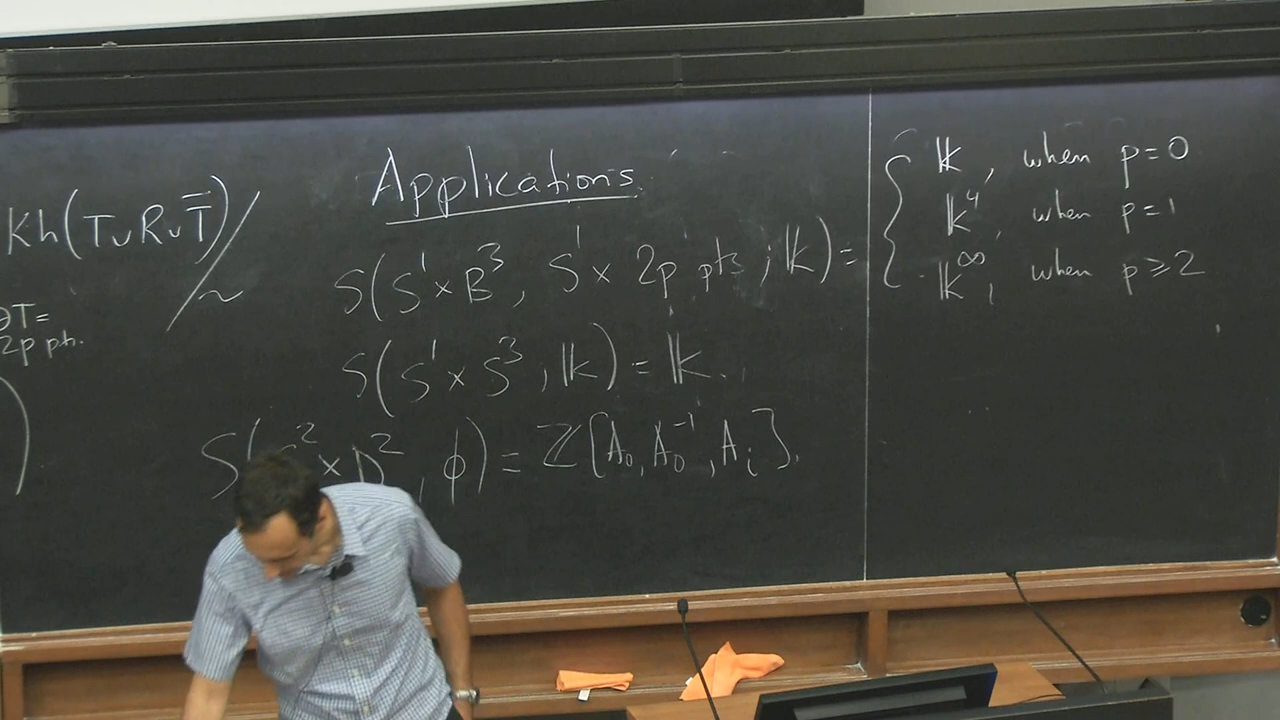 Kh(T∪R∪T̿)/~
∂T=
2p pts.
)
Applications
S(S¹×B³, S¹×2p pts; 𝕜) = {
𝕜, when p=0
𝕜⁴, when p=1
𝕜^∞, when p≥2
S(S¹×S³, 𝕜) = 𝕜.
S(S²×D², ϕ) = ℤ[A₀, A₀⁻¹, A_i].